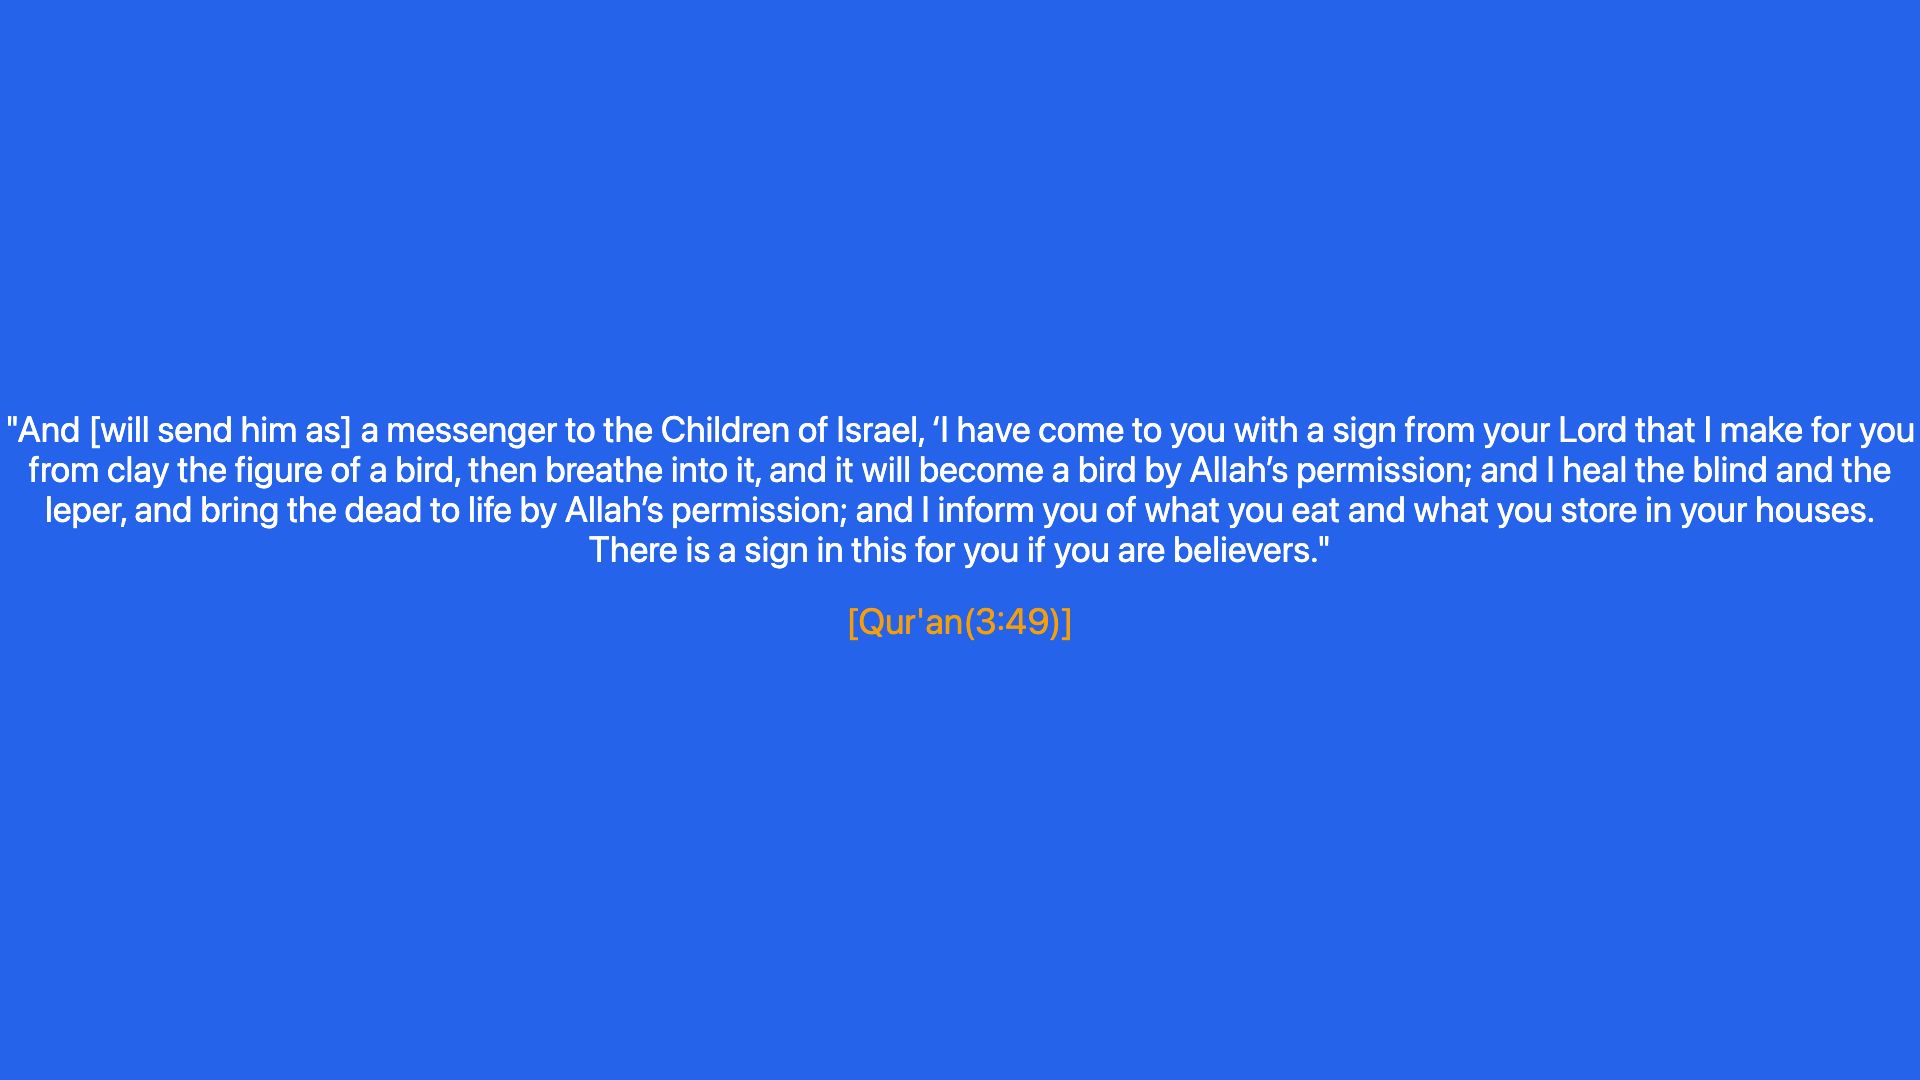 "And [will send him as] a messenger to the Children of Israel, ‘I have come to you with a sign from your Lord that I make for you
from clay the figure of a bird, then breathe into it, and it will become a bird by Allah’s permission; and I heal the blind and the
leper, and bring the dead to life by Allah’s permission; and I inform you of what you eat and what you store in your houses.
There is a sign in this for you if you are believers."
[Qur'an(3:49)]